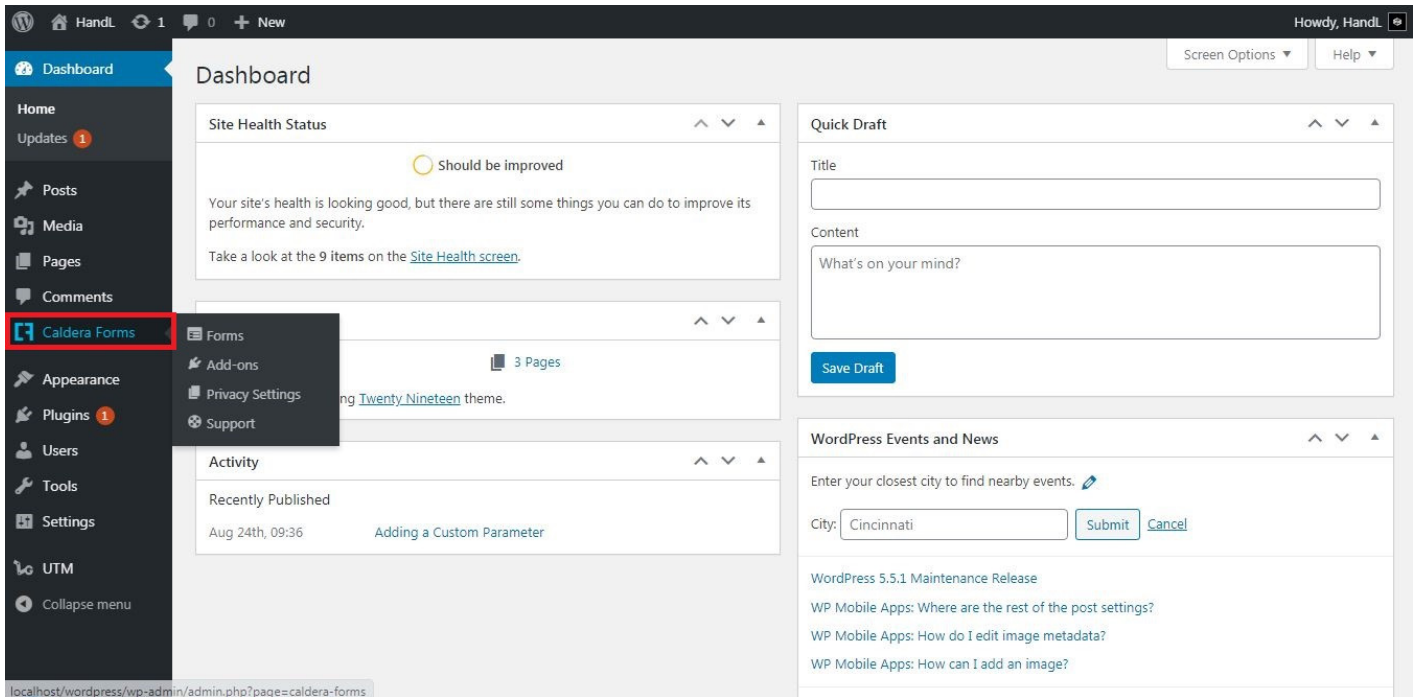 HandL 1 0 New Howdy, HandL
Screen Options Help
Dashboard
Home
Updates 1
Posts
Media
Pages
Comments
Caldera Forms
Forms
Add-ons
Privacy Settings
Support
Appearance
Plugins 1
Users
Tools
Settings
UTM
Collapse menu
Dashboard
Site Health Status
Should be improved
Your site's health is looking good, but there are still some things you can do to improve its
performance and security.
Take a look at the 9 items on the Site Health screen.
3 Pages
ng Twenty Nineteen theme.
Activity
Recently Published
Aug 24th, 09:36 Adding a Custom Parameter
Quick Draft
Title
Content
What's on your mind?
Save Draft
WordPress Events and News
Enter your closest city to find nearby events.
City: Cincinnati Submit Cancel
WordPress 5.5.1 Maintenance Release
WP Mobile Apps: Where are the rest of the post settings?
WP Mobile Apps: How do I edit image metadata?
WP Mobile Apps: How can I add an image?
localhost/wordpress/wp-admin/admin.php?page=caldera-forms